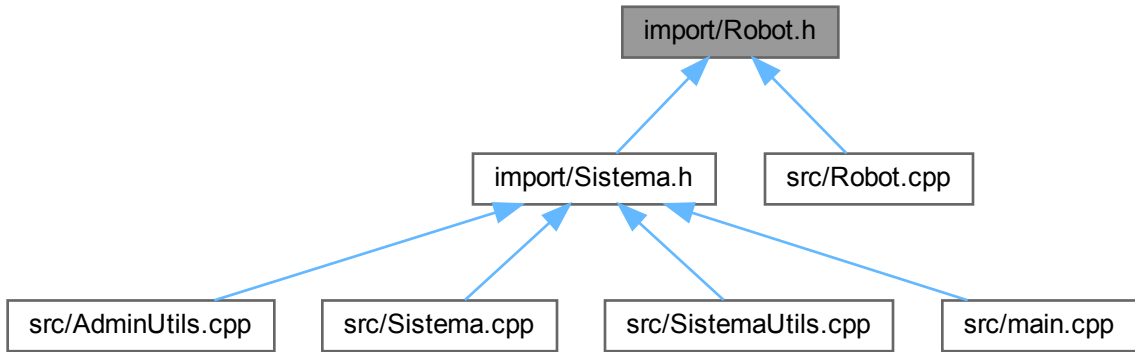 import/Robot.h
import/Sistema.h
src/Robot.cpp
src/AdminUtils.cpp
src/Sistema.cpp
src/SistemaUtils.cpp
src/main.cpp